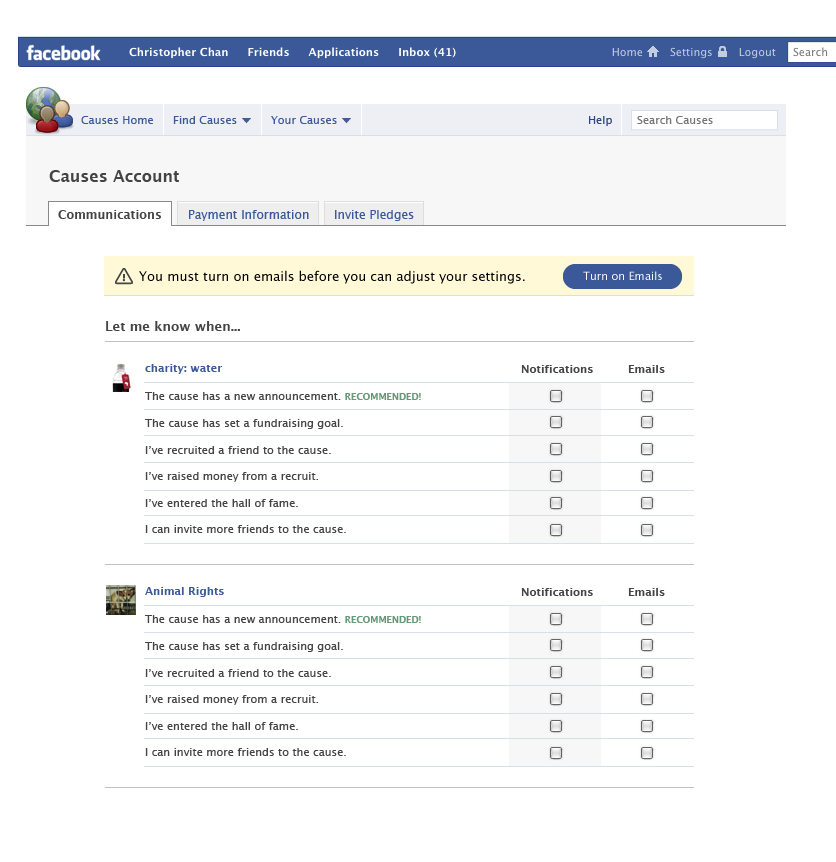 facebook Christopher Chan Friends Applications Inbox (41) Home Settings Logout Search
Causes Home Find Causes Your Causes Help Search Causes
Causes Account
Communications Payment Information Invite Pledges
You must turn on emails before you can adjust your settings. Turn on Emails
Let me know when...
charity: water Notifications Emails
The cause has a new announcement. RECOMMENDED!
The cause has set a fundraising goal.
I've recruited a friend to the cause.
I've raised money from a recruit.
I've entered the hall of fame.
I can invite more friends to the cause.
Animal Rights Notifications Emails
The cause has a new announcement. RECOMMENDED!
The cause has set a fundraising goal.
I've recruited a friend to the cause.
I've raised money from a recruit.
I've entered the hall of fame.
I can invite more friends to the cause.